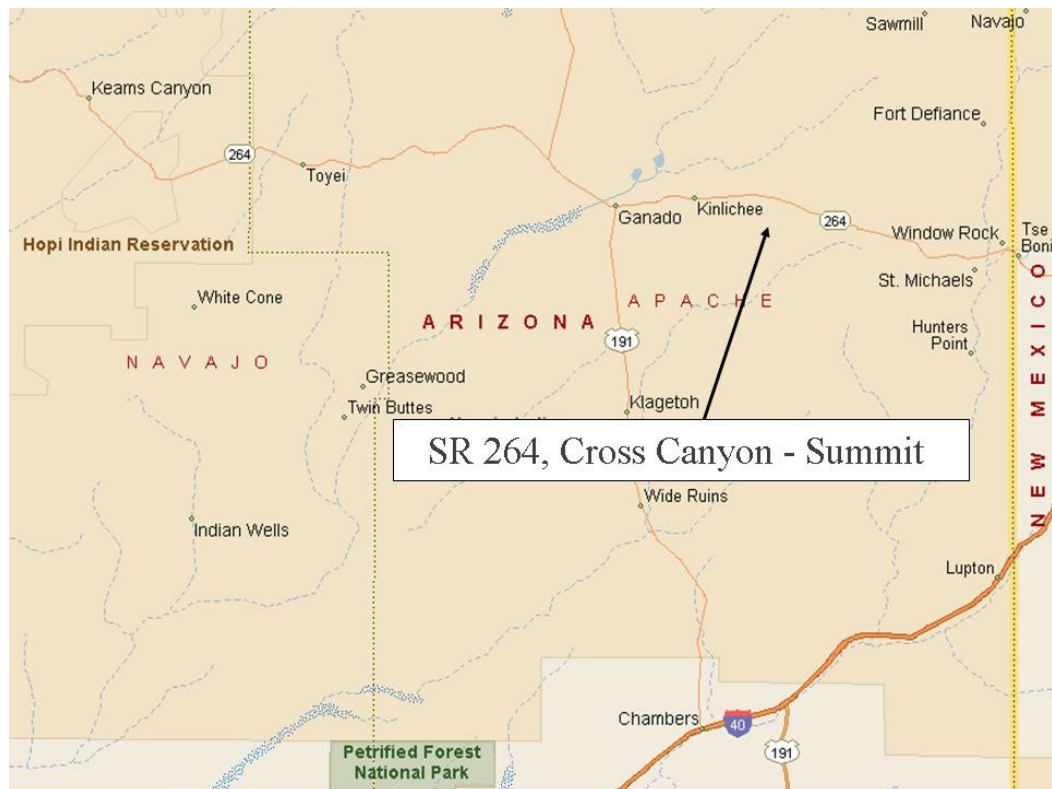 Sawmill
Navajo
Keams Canyon
Fort Defiance
264
Toyei
Kinlichee
Ganado
264
Window Rock
Tse
Boni
Hopi Indian Reservation
St. Michaels
White Cone
APACHE
ARIZONA
NEW MEXICO
Hunters
Point
191
NAVAJO
Greasewood
Klagetoh
Twin Buttes
SR 264, Cross Canyon - Summit
Wide Ruins
Indian Wells
Lupton
Chambers
40
191
Petrified Forest
National Park